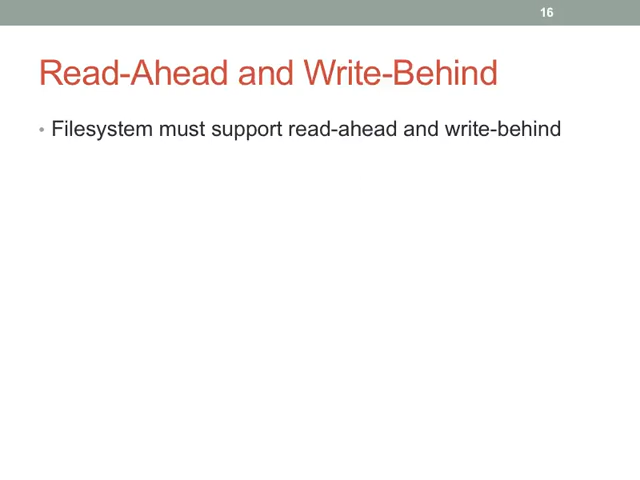 16
Read-Ahead and Write-Behind
• Filesystem must support read-ahead and write-behind